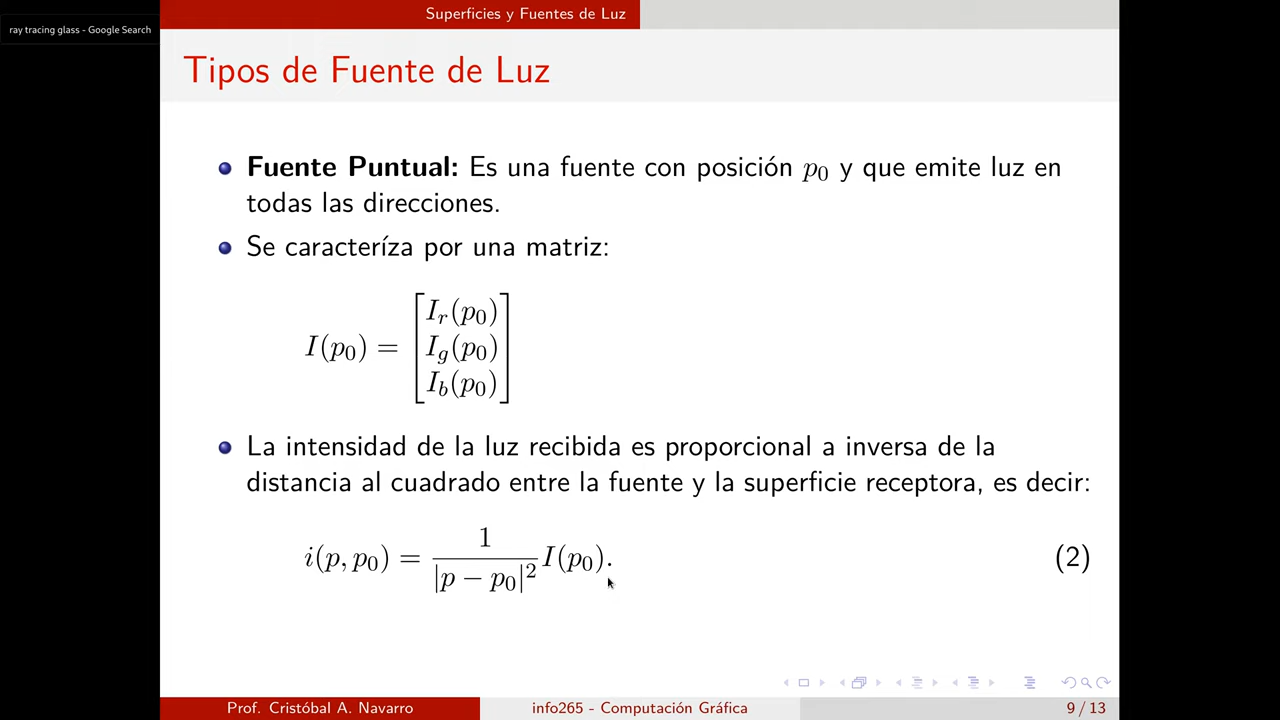 ray tracing glass - Google Search
Superficies y Fuentes de Luz
Tipos de Fuente de Luz
Fuente Puntual: Es una fuente con posición p₀ y que emite luz en
todas las direcciones.
Se caracteríza por una matriz:
I(p₀) = [I_r(p₀)
I_g(p₀)
I_b(p₀)]
La intensidad de la luz recibida es proporcional a inversa de la
distancia al cuadrado entre la fuente y la superficie receptora, es decir:
i(p, p₀) = 1/|p − p₀|² I(p₀). (2)
Prof. Cristóbal A. Navarro info265 - Computación Gráfica 9 / 13